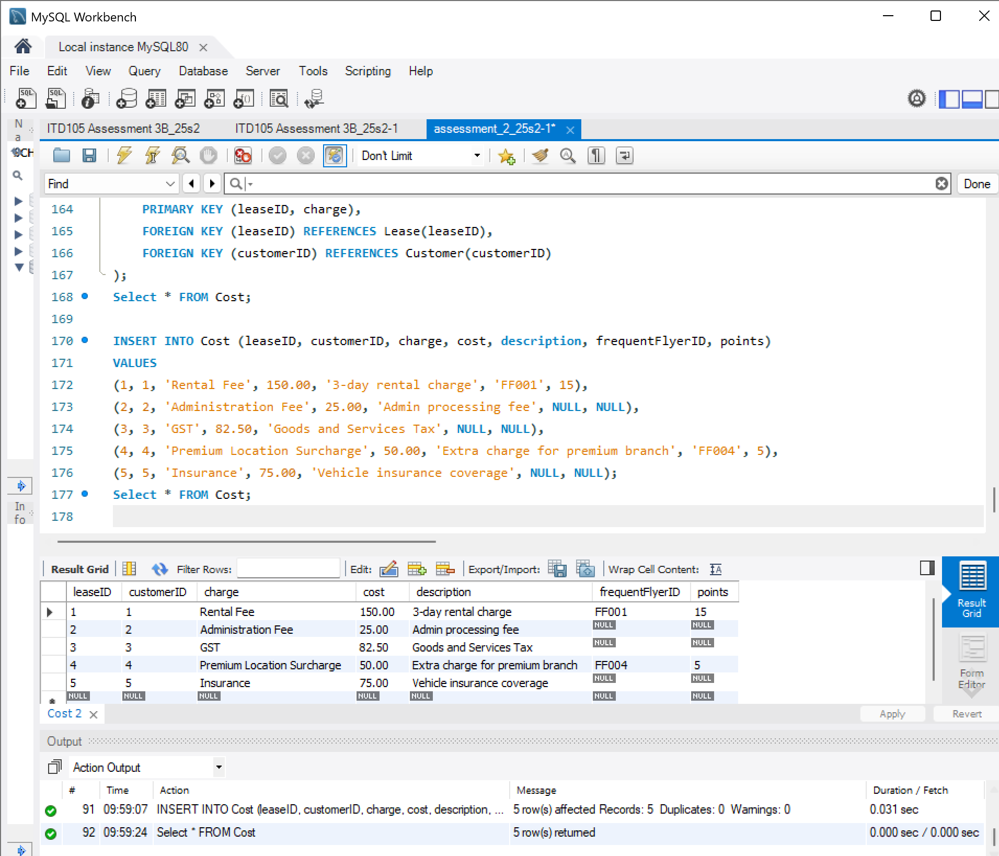 MySQL Workbench
Local instance MySQL80
File Edit View Query Database Server Tools Scripting Help
ITD105 Assessment 3B_25s2 ITD105 Assessment 3B_25s2-1 assessment_2_25s2-1*
Na
SCH
Don't Limit
Find Done
164 PRIMARY KEY (leaseID, charge),
165 FOREIGN KEY (leaseID) REFERENCES Lease(leaseID),
166 FOREIGN KEY (customerID) REFERENCES Customer(customerID)
167 );
168 Select * FROM Cost;
169
170 INSERT INTO Cost (leaseID, customerID, charge, cost, description, frequentFlyerID, points)
171 VALUES
172 (1, 1, 'Rental Fee', 150.00, '3-day rental charge', 'FF001', 15),
173 (2, 2, 'Administration Fee', 25.00, 'Admin processing fee', NULL, NULL),
174 (3, 3, 'GST', 82.50, 'Goods and Services Tax', NULL, NULL),
175 (4, 4, 'Premium Location Surcharge', 50.00, 'Extra charge for premium branch', 'FF004', 5),
176 (5, 5, 'Insurance', 75.00, 'Vehicle insurance coverage', NULL, NULL);
177 Select * FROM Cost;
178
Info
Result Grid Filter Rows: Edit: Export/Import: Wrap Cell Content:
leaseID customerID charge cost description frequentFlyerID points
1 1 Rental Fee 150.00 3-day rental charge FF001 15
2 2 Administration Fee 25.00 Admin processing fee NULL NULL
3 3 GST 82.50 Goods and Services Tax NULL NULL
4 4 Premium Location Surcharge 50.00 Extra charge for premium branch FF004 5
5 5 Insurance 75.00 Vehicle insurance coverage NULL NULL
NULL NULL NULL NULL NULL NULL NULL
Result Grid
Form Editor
Cost 2 Apply Revert
Output
Action Output
# Time Action Message Duration / Fetch
91 09:59:07 INSERT INTO Cost (leaseID, customerID, charge, cost, description, ... 5 row(s) affected Records: 5 Duplicates: 0 Warnings: 0 0.031 sec
92 09:59:24 Select * FROM Cost 5 row(s) returned 0.000 sec / 0.000 sec